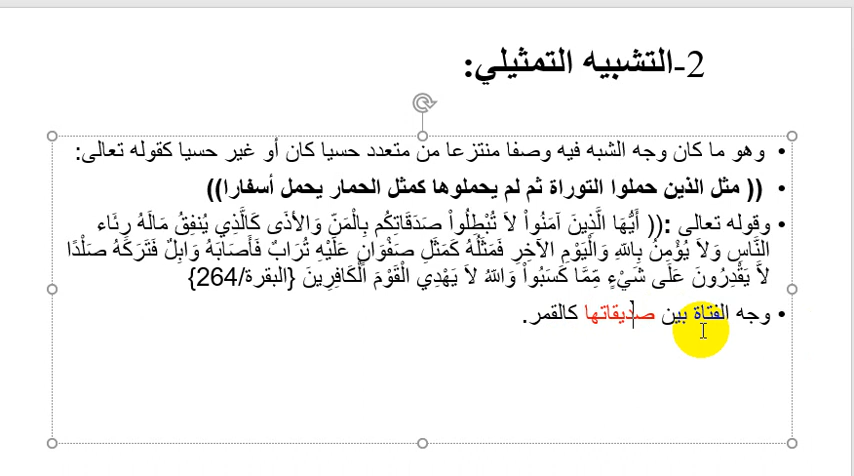 2-التشبيه التمثيلي:
• وهو ما كان وجه الشبه فيه وصفا منتزعا من متعدد حسيا كان أو غير حسيا كقوله تعالى:
• (( مثل الذين حملوا التوراة ثم لم يحملوها كمثل الحمار يحمل أسفارا))
• وقوله تعالى :(( أَيُّهَا الَّذِينَ آمَنُواْ لاَ تُبْطِلُواْ صَدَقَاتِكُم بِالْمَنِّ وَالأذَى كَالَّذِي يُنفِقُ مَالَهُ رِئَاء
النَّاسِ وَلاَ يُؤْمِنُ بِاللّهِ وَالْيَوْمِ الآخِرِ فَمَثَلُهُ كَمَثَلِ صَفْوَانٍ عَلَيْهِ تُرَابٌ فَأَصَابَهُ وَابِلٌ فَتَرَكَهُ صَلْدًا
لاَّ يَقْدِرُونَ عَلَى شَيْءٍ مِّمَّا كَسَبُواْ وَاللّهُ لاَ يَهْدِي الْقَوْمَ الْكَافِرِينَ {البقرة/264}
• وجه الفتاة بين صديقاتها كالقمر.